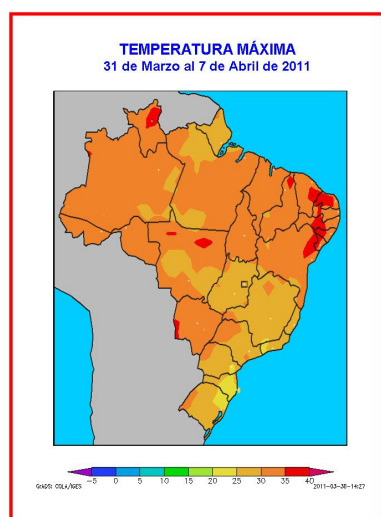 TEMPERATURA MÁXIMA
31 de Marzo al 7 de Abril de 2011
-5 0 5 10 15 20 25 30 35 40
GrADS: COLA/IGES 2011-03-30-14:27